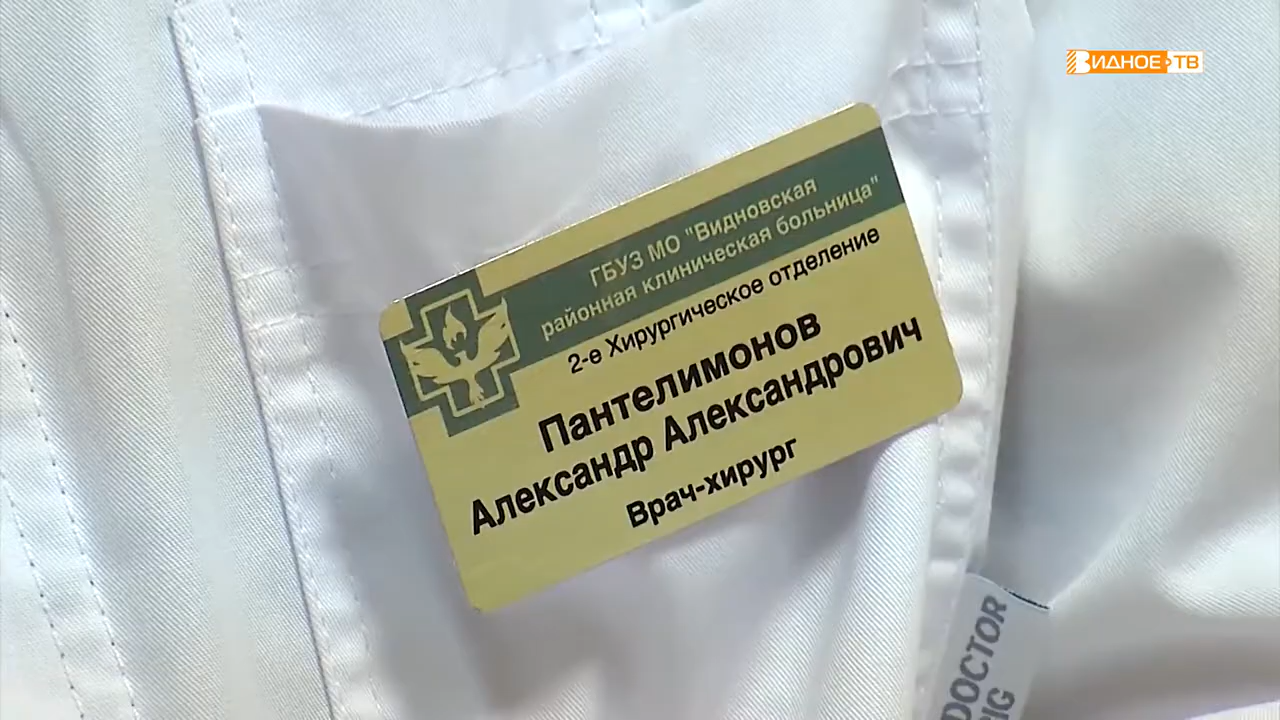 ВИДНОЕ ТВ
ГБУЗ МО "Видновская
районная клиническая больница"
2-е Хирургическое отделение
Пантелимонов
Александр Александрович
Врач-хирург
DOCTOR